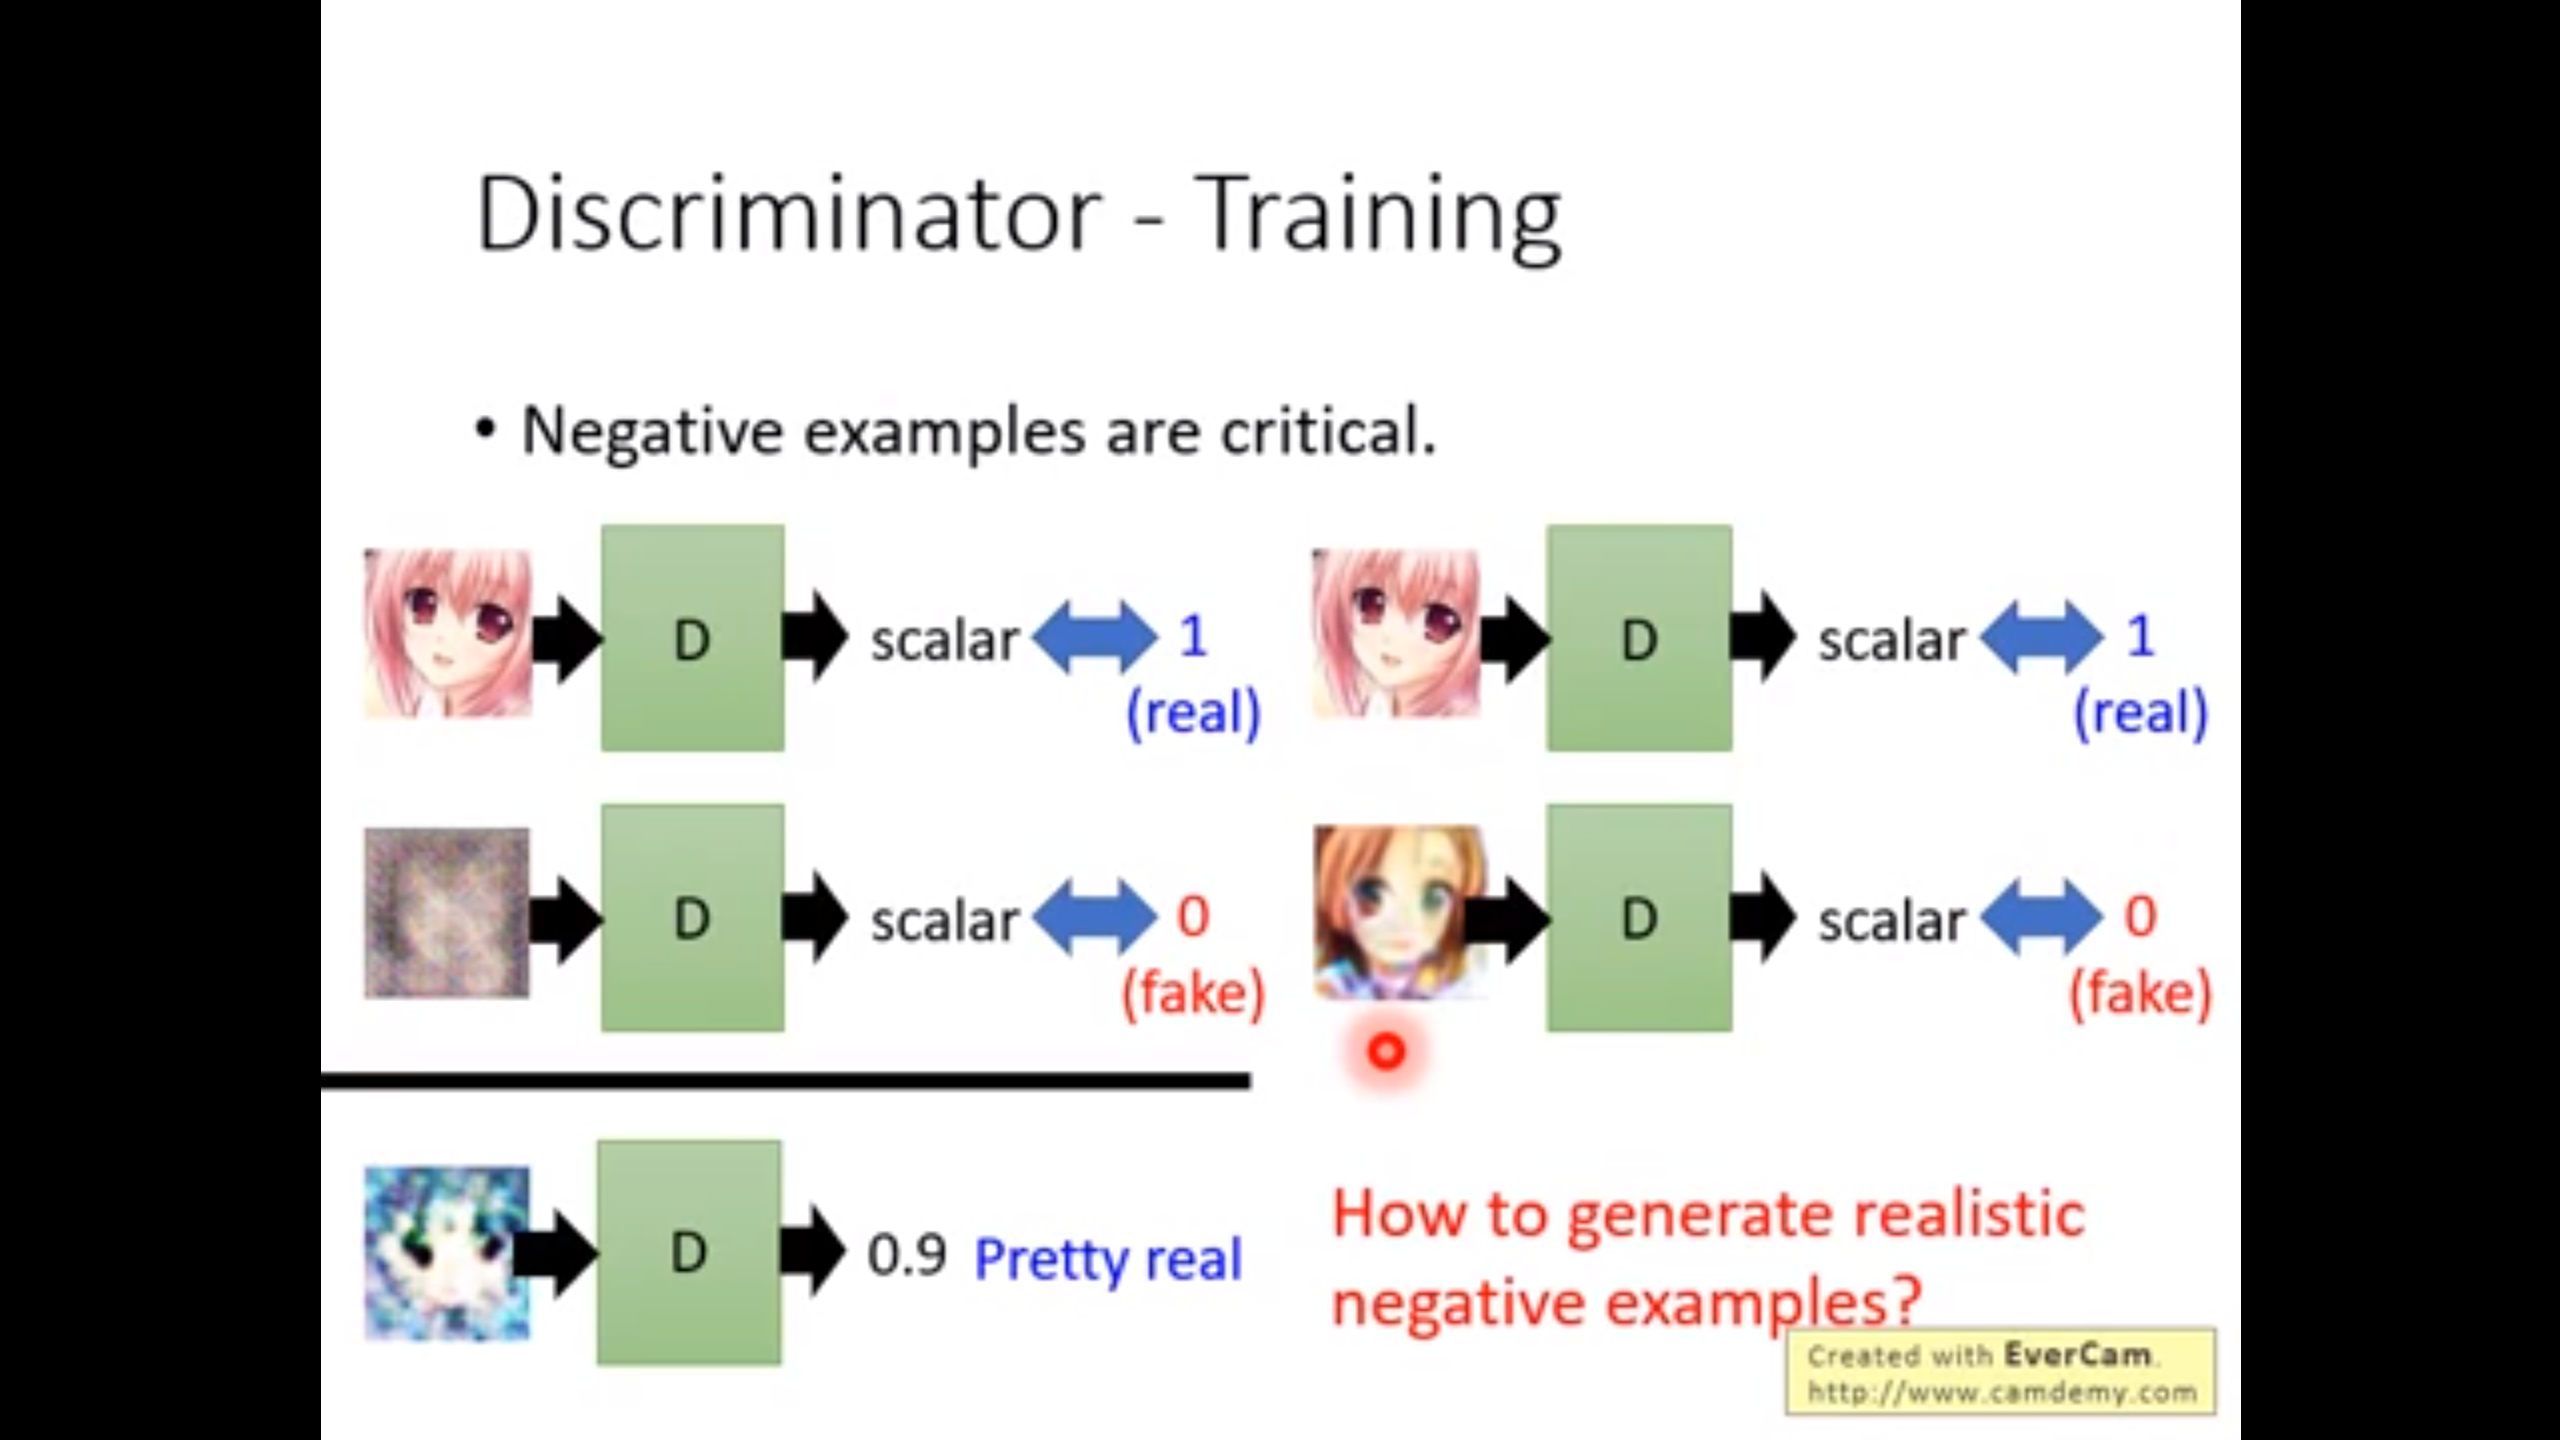 Discriminator - Training
• Negative examples are critical.
D scalar 1
(real)
D scalar 1
(real)
D scalar 0
(fake)
D scalar 0
(fake)
D 0.9 Pretty real
How to generate realistic
negative examples?
Created with EverCam.
http://www.camdemy.com